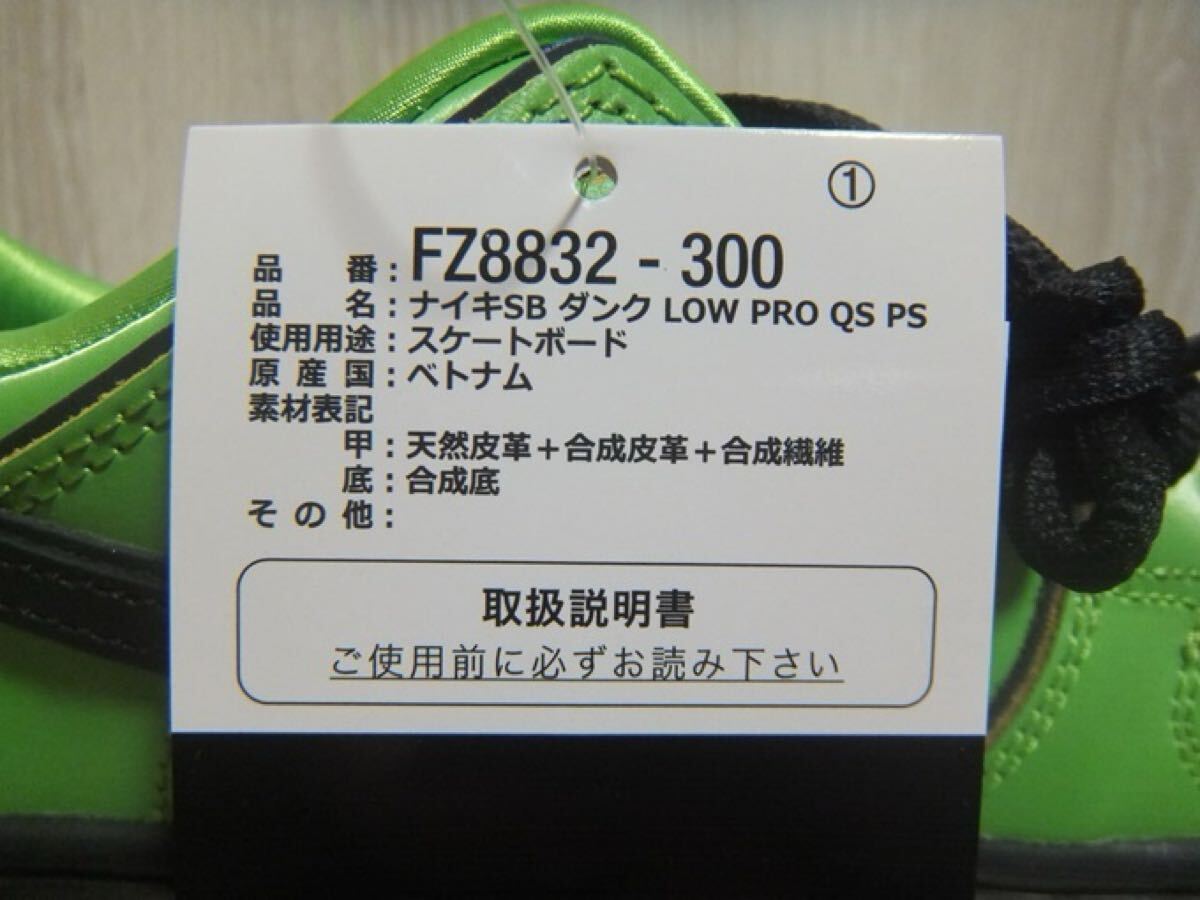 ①
品番:FZ8832 - 300
品名:ナイキSB ダンク LOW PRO QS PS
使用用途:スケートボード
原産国:ベトナム
素材表記
甲:天然皮革+合成皮革+合成繊維
底:合成底
その他:
取扱説明書
ご使用前に必ずお読み下さい